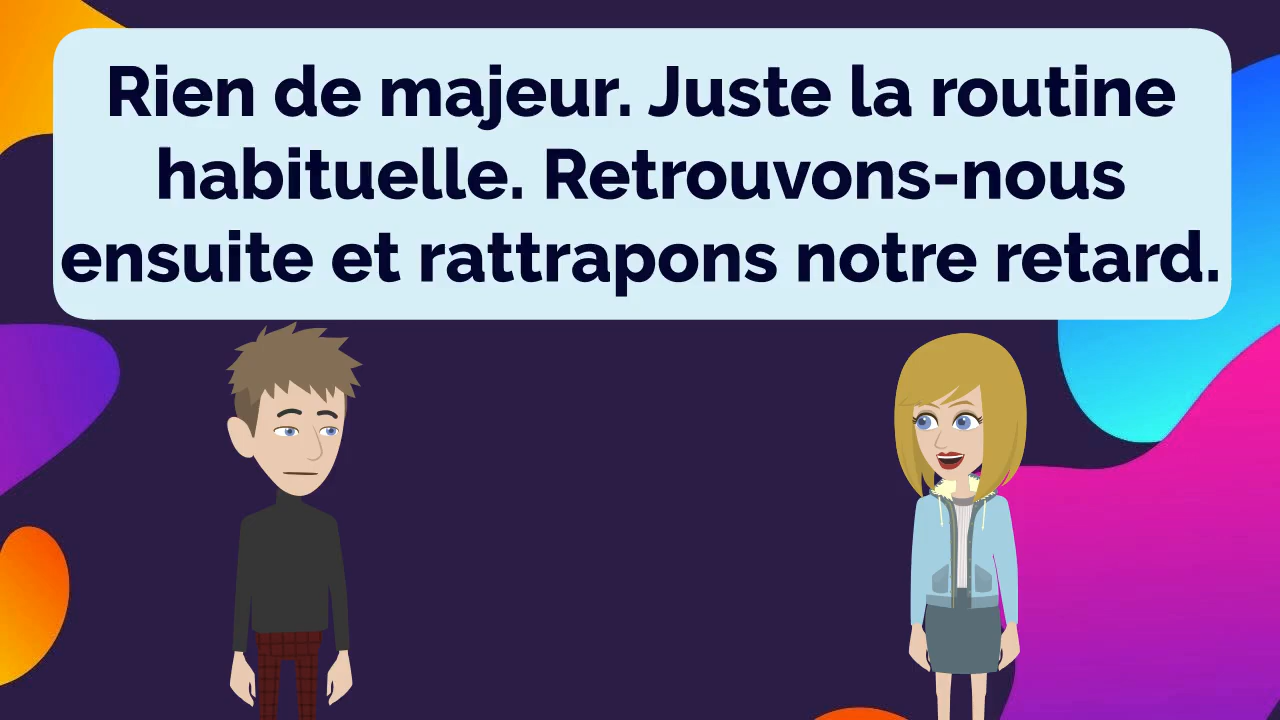 Rien de majeur. Juste la routine
habituelle. Retrouvons-nous
ensuite et rattrapons notre retard.